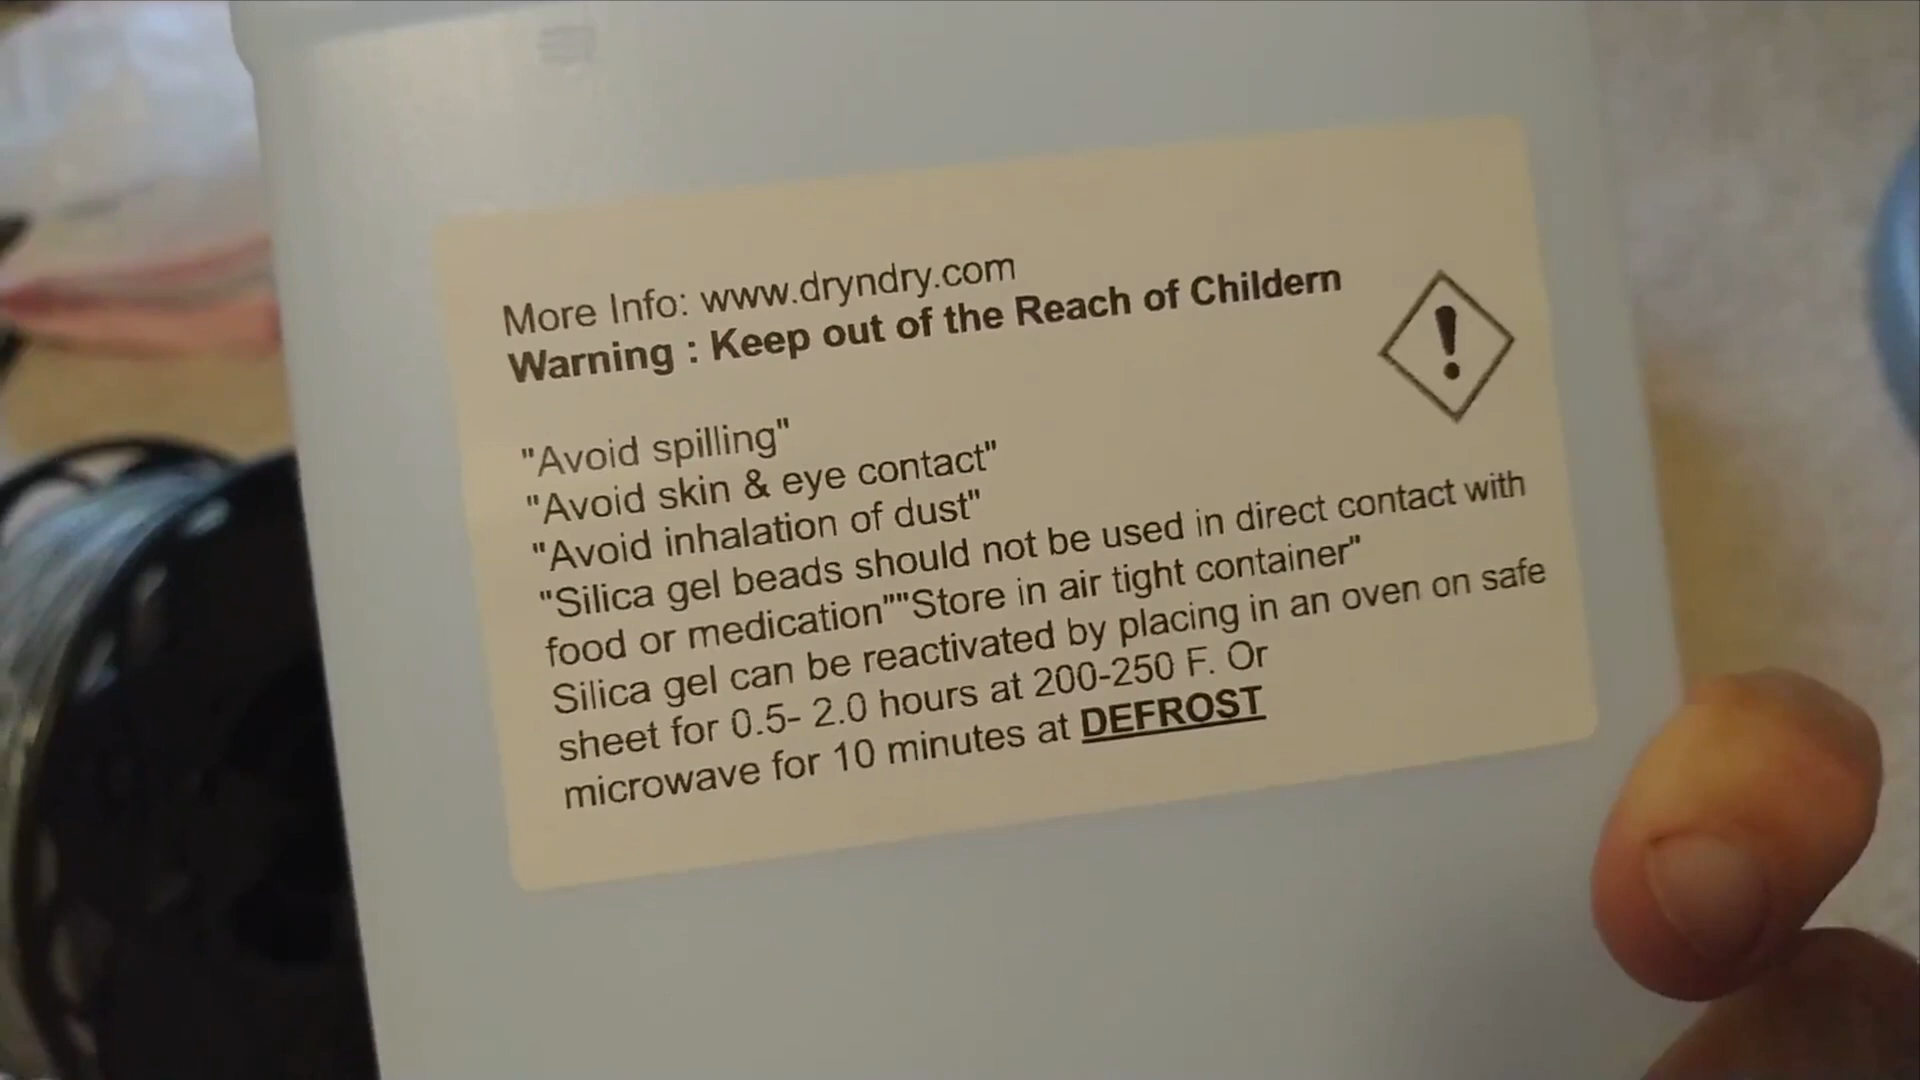 More Info: www.dryndry.com
Warning : Keep out of the Reach of Childern
"Avoid spilling"
"Avoid skin & eye contact"
"Avoid inhalation of dust"
"Silica gel beads should not be used in direct contact with
food or medication""Store in air tight container"
Silica gel can be reactivated by placing in an oven on safe
sheet for 0.5- 2.0 hours at 200-250 F. Or
microwave for 10 minutes at DEFROST